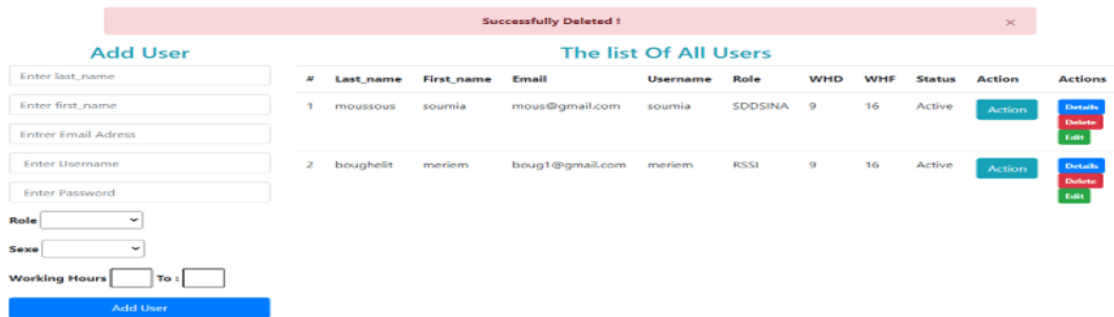 Successfully Deleted !
×
Add User
Enter last_name
Enter first_name
Entrer Email Adress
Enter Username
Enter Password
Role
Sexe
Working Hours To :
Add User
The list Of All Users
# Last_name First_name Email Username Role WHD WHF Status Action Actions
1 moussous soumia mous@gmail.com soumia SDDSINA 9 16 Active Action Details
Delete
Edit
2 boughelit meriem boug1@gmail.com meriem RSSI 9 16 Active Action Details
Delete
Edit